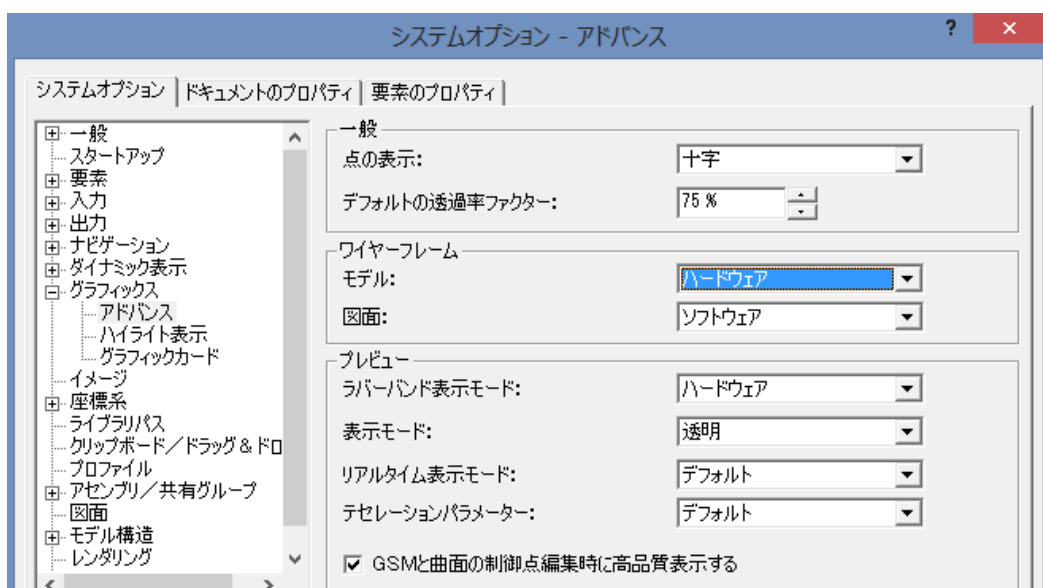 システムオプション - アドバンス
?
×
システムオプション
ドキュメントのプロパティ
要素のプロパティ
一般
スタートアップ
要素
入力
出力
ナビゲーション
ダイナミック表示
グラフィックス
アドバンス
ハイライト表示
グラフィックカード
イメージ
座標系
ライブラリパス
クリップボード／ドラッグ＆ドロ
プロファイル
アセンブリ／共有グループ
図面
モデル構造
レンダリング
一般
点の表示: 十字
デフォルトの透過率ファクター: 75 %
ワイヤーフレーム
モデル: ハードウェア
図面: ソフトウェア
プレビュー
ラバーバンド表示モード: ハードウェア
表示モード: 透明
リアルタイム表示モード: デフォルト
テセレーションパラメーター: デフォルト
GSMと曲面の制御点編集時に高品質表示する